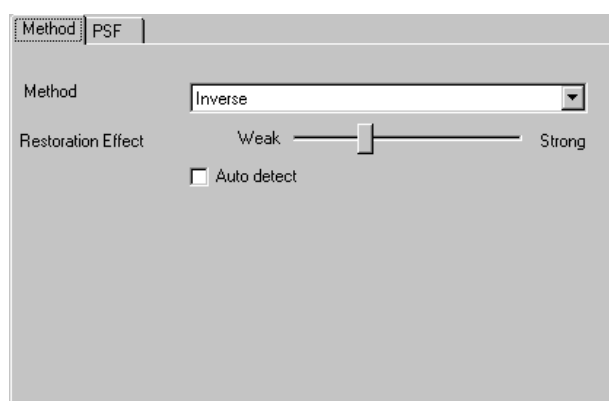 Method PSF
Method Inverse
Restoration Effect Weak Strong
Auto detect